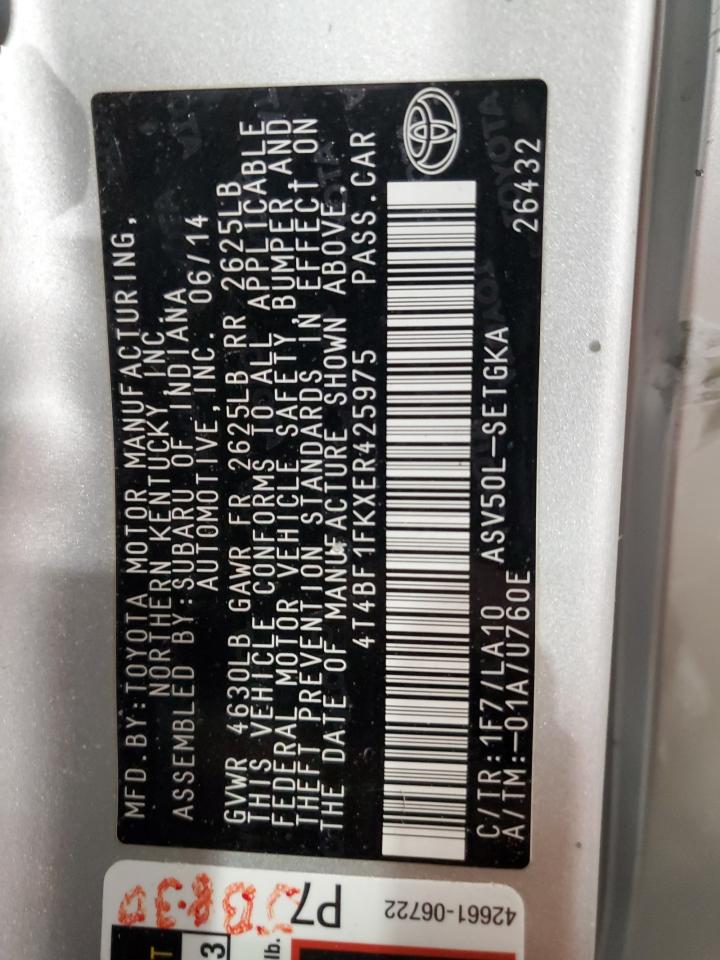 MFD.BY:TOYOTA MOTOR MANUFACTURING,
NORTHERN KENTUCKY INC.
ASSEMBLED BY:SUBARU OF INDIANA
AUTOMOTIVE,INC. 06/14
GVWR 4630LB GAWR FR 2625LB RR 2625LB
THIS VEHICLE CONFORMS TO ALL APPLICABLE
FEDERAL MOTOR VEHICLE SAFETY BUMPER,AND
THEFT PREVENTION STANDARDS IN EFFECT ON
THE DATE OF MANUFACTURE SHOWN ABOVE.
4T4BF1FKXER425975 PASS.CAR
C/TR:1F7/LA10 ASV50L-SETGKA
A/TM:-01A/U760E 26432
P7
42661-06722
T
3
lb.